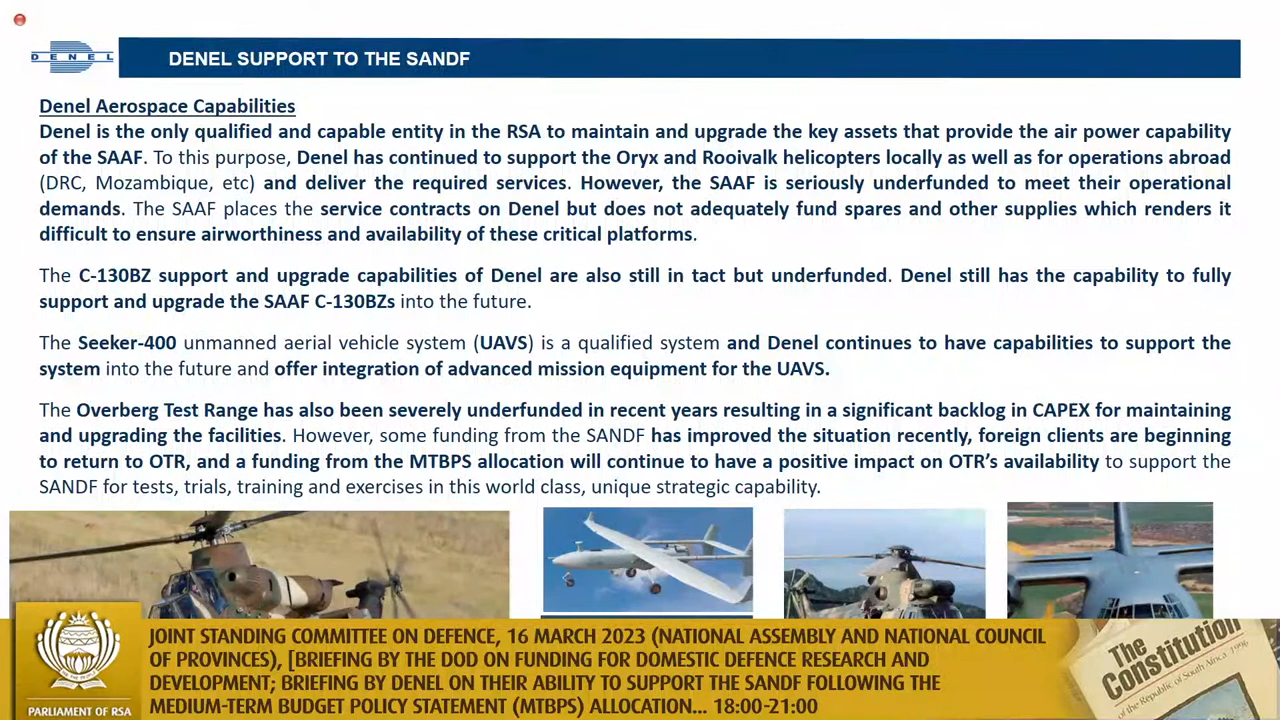 DENEL
DENEL SUPPORT TO THE SANDF
Denel Aerospace Capabilities
Denel is the only qualified and capable entity in the RSA to maintain and upgrade the key assets that provide the air power capability
of the SAAF. To this purpose, Denel has continued to support the Oryx and Rooivalk helicopters locally as well as for operations abroad
(DRC, Mozambique, etc) and deliver the required services. However, the SAAF is seriously underfunded to meet their operational
demands. The SAAF places the service contracts on Denel but does not adequately fund spares and other supplies which renders it
difficult to ensure airworthiness and availability of these critical platforms.
The C-130BZ support and upgrade capabilities of Denel are also still in tact but underfunded. Denel still has the capability to fully
support and upgrade the SAAF C-130BZs into the future.
The Seeker-400 unmanned aerial vehicle system (UAVS) is a qualified system and Denel continues to have capabilities to support the
system into the future and offer integration of advanced mission equipment for the UAVS.
The Overberg Test Range has also been severely underfunded in recent years resulting in a significant backlog in CAPEX for maintaining
and upgrading the facilities. However, some funding from the SANDF has improved the situation recently, foreign clients are beginning
to return to OTR, and a funding from the MTBPS allocation will continue to have a positive impact on OTR's availability to support the
SANDF for tests, trials, training and exercises in this world class, unique strategic capability.
JOINT STANDING COMMITTEE ON DEFENCE, 16 MARCH 2023 (NATIONAL ASSEMBLY AND NATIONAL COUNCIL
OF PROVINCES), [BRIEFING BY THE DOD ON FUNDING FOR DOMESTIC DEFENCE RESEARCH AND
DEVELOPMENT; BRIEFING BY DENEL ON THEIR ABILITY TO SUPPORT THE SANDF FOLLOWING THE
MEDIUM-TERM BUDGET POLICY STATEMENT (MTBPS) ALLOCATION... 18:00-21:00
PARLIAMENT OF RSA
The
Constitution
of the Republic of South Africa 1996